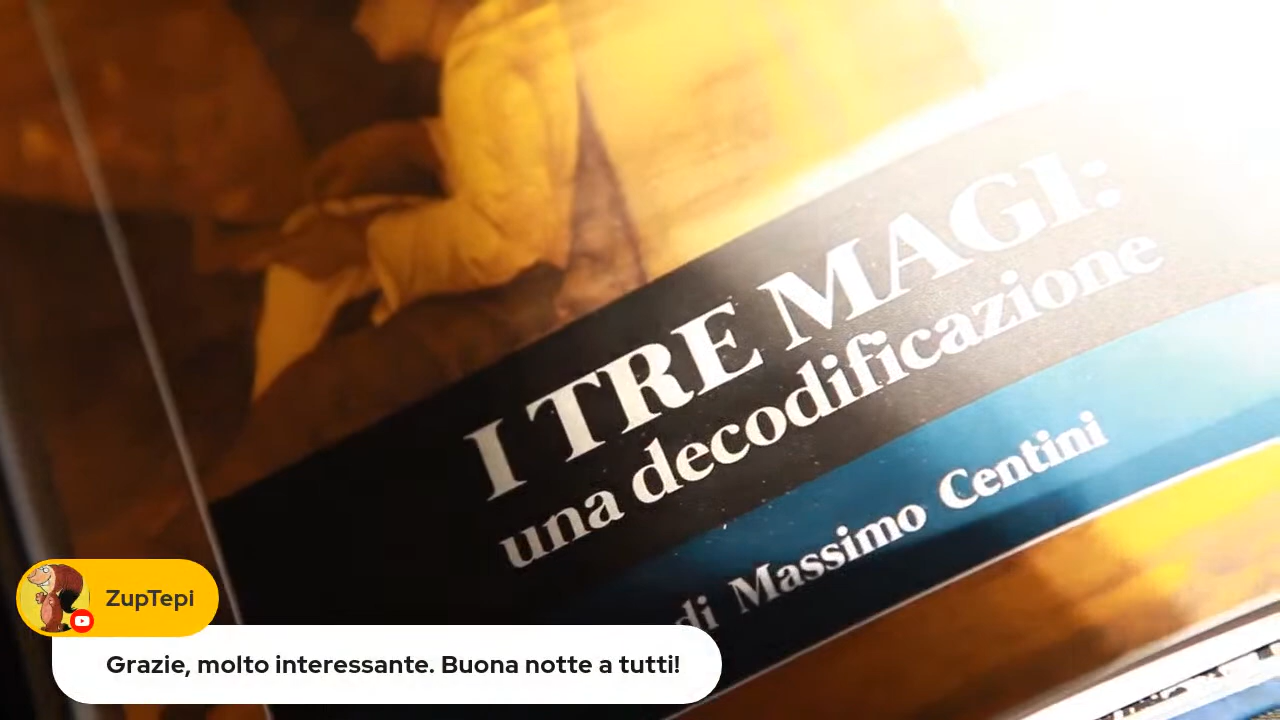 I TRE MAGI:
una decodificazione
di Massimo Centini
ZupTepi
Grazie, molto interessante. Buona notte a tutti!